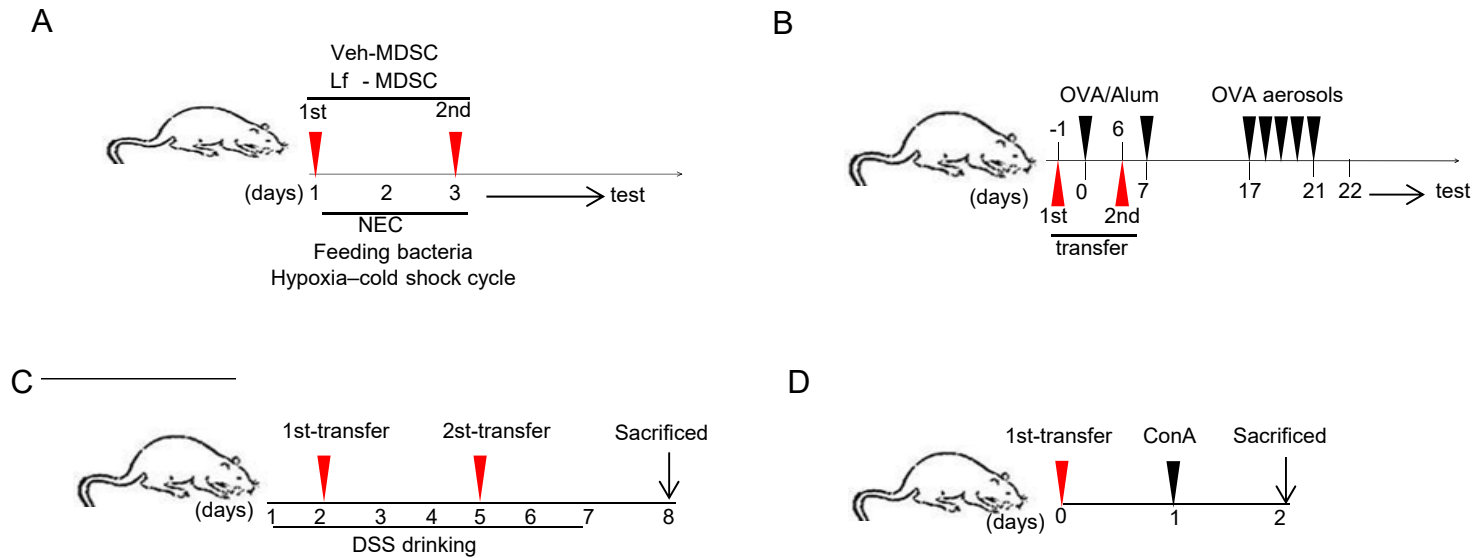 A
Veh-MDSC
Lf - MDSC
1st 2nd
(days) 1 2 3 test
NEC
Feeding bacteria
Hypoxia–cold shock cycle
B
OVA/Alum OVA aerosols
-1 6
(days) 0 7 17 21 22 test
1st 2nd
transfer
C
1st-transfer 2st-transfer Sacrificed
(days) 1 2 3 4 5 6 7 8
DSS drinking
D
1st-transfer ConA Sacrificed
(days) 0 1 2